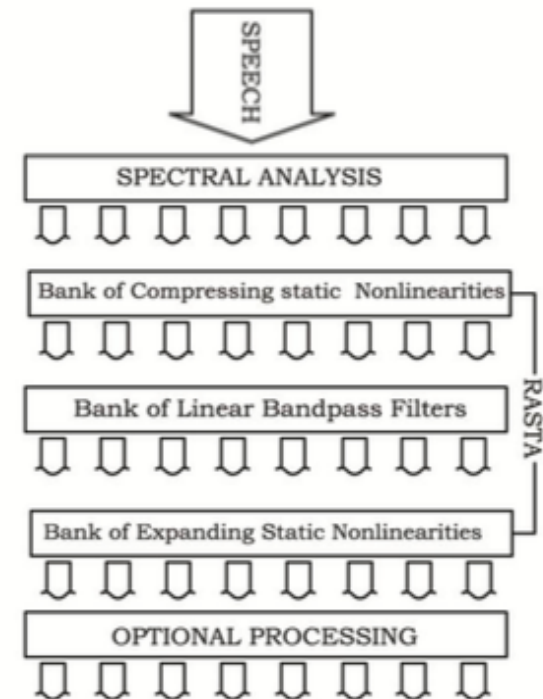 SPEECH
SPECTRAL ANALYSIS
Bank of Compressing static Nonlinearities
Bank of Linear Bandpass Filters
RASTA
Bank of Expanding Static Nonlinearities
OPTIONAL PROCESSING